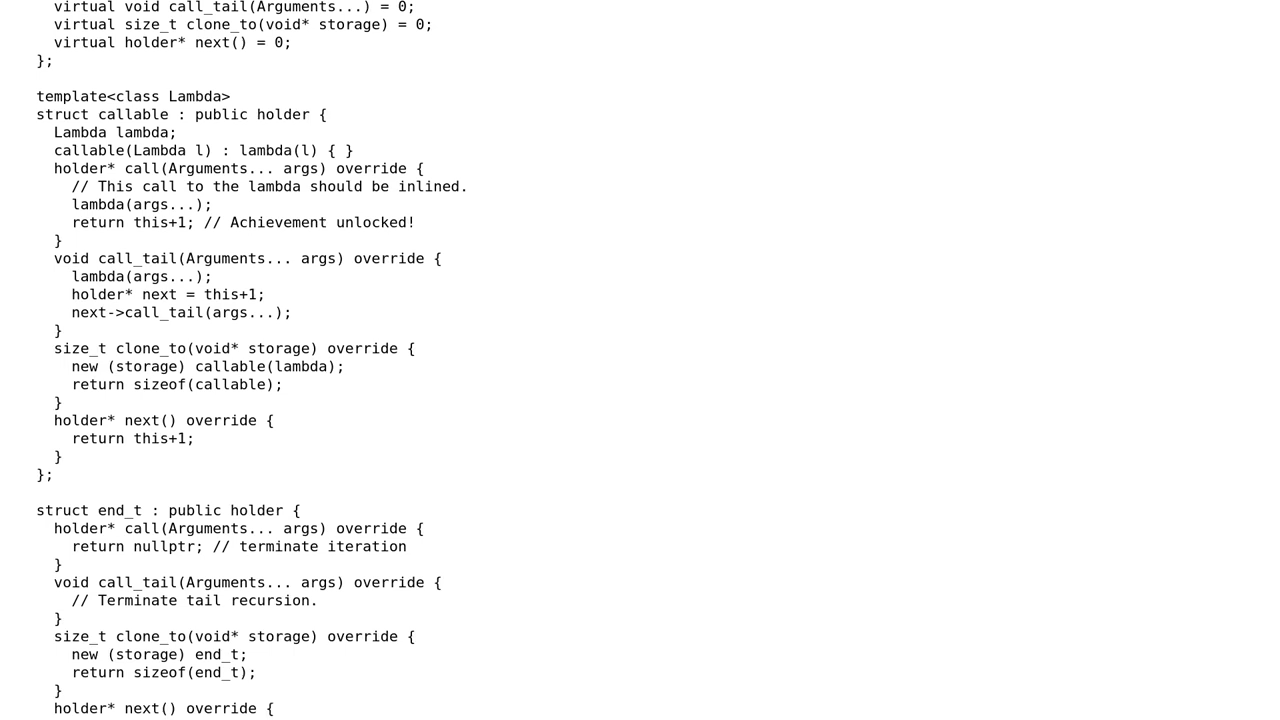 virtual void call_tail(Arguments...) = 0;
virtual size_t clone_to(void* storage) = 0;
virtual holder* next() = 0;
};
template<class Lambda>
struct callable : public holder {
Lambda lambda;
callable(Lambda l) : lambda(l) { }
holder* call(Arguments... args) override {
// This call to the lambda should be inlined.
lambda(args...);
return this+1; // Achievement unlocked!
}
void call_tail(Arguments... args) override {
lambda(args...);
holder* next = this+1;
next->call_tail(args...);
}
size_t clone_to(void* storage) override {
new (storage) callable(lambda);
return sizeof(callable);
}
holder* next() override {
return this+1;
}
};
struct end_t : public holder {
holder* call(Arguments... args) override {
return nullptr; // terminate iteration
}
void call_tail(Arguments... args) override {
// Terminate tail recursion.
}
size_t clone_to(void* storage) override {
new (storage) end_t;
return sizeof(end_t);
}
holder* next() override {